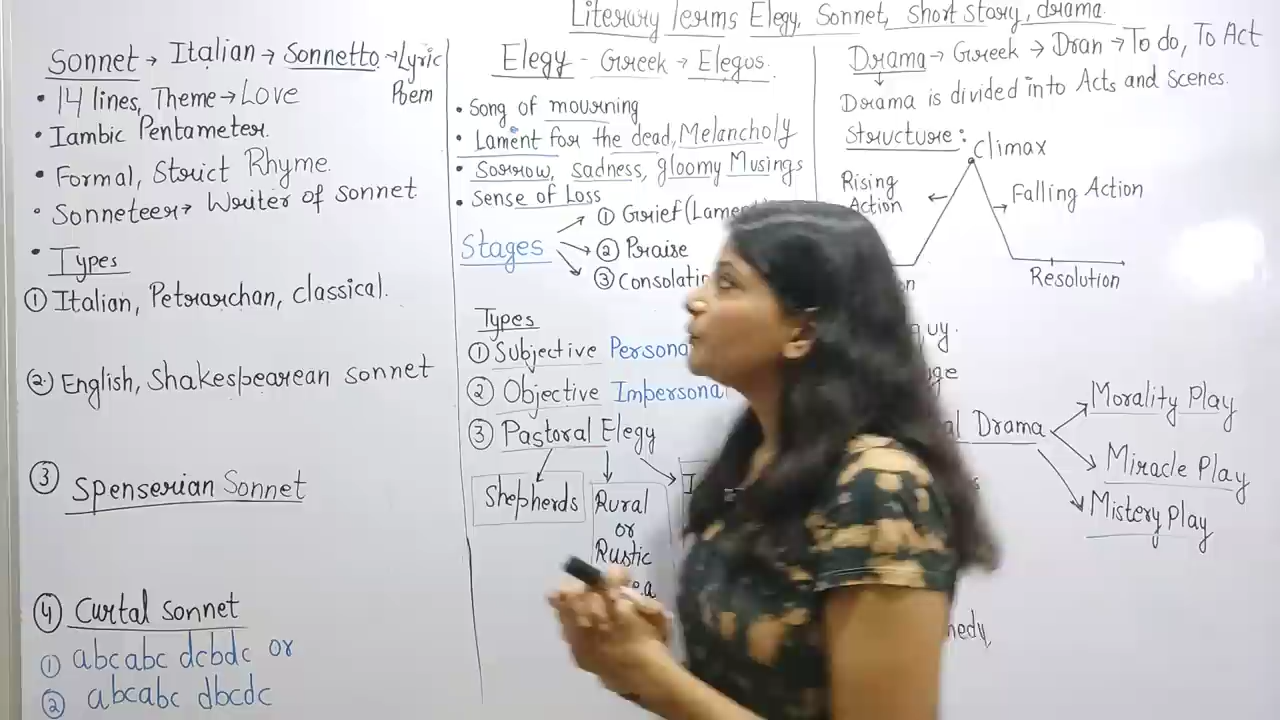 Literary Terms Elegy, Sonnet, short story, drama.
Sonnet → Italian → Sonnetto → Lyric
Poem
• 14 lines, Theme → Love
• Iambic Pentameter.
• Formal, Strict Rhyme.
• Sonneteer → Writer of sonnet
• Types
① Italian, Petrarchan, classical.
② English, Shakespearean sonnet
③ Spenserian Sonnet
④ Curtal sonnet
① abcabc dcbdc or
② abcabc dbcdc
Elegy - Greek → Elegus.
• Song of mourning
• Lament for the dead, Melancholy
• Sorrow, sadness, gloomy Musings
• Sense of Loss
Stages
① Grief (Lament
② Praise
③ Consolatio
Types
① Subjective Persona
② Objective Impersonal
③ Pastoral Elegy
Shepherds
Rural
or
Rustic
Drama → Greek → Dran → To do, To Act
Drama is divided into Acts and Scenes.
Structure:
Climax
Rising
Action
Falling Action
Resolution
Drama
Morality Play
Miracle Play
Mistery Play